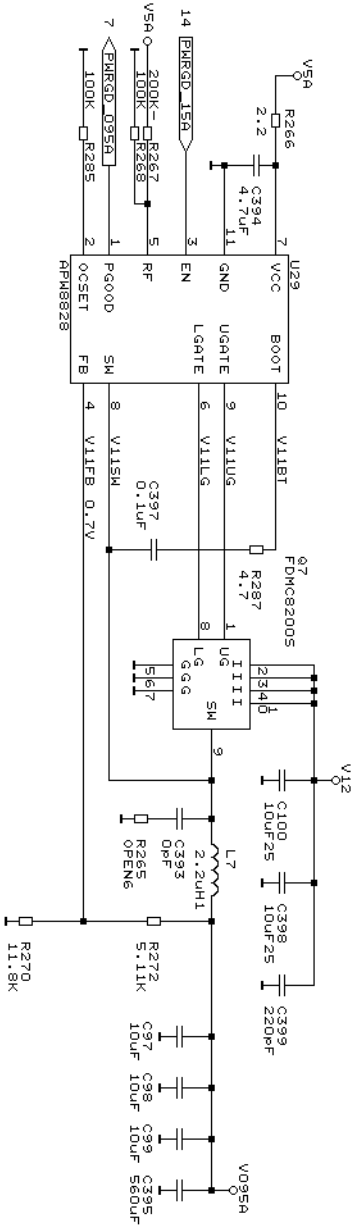 V5A
R266
2.2
C394
4.7uF
14
PWRGD_15A
V5A
200K-
R267
100K
R268
7
PWRGD_095A
100K
R285
7
11
3
5
1
2
U29
VCC
BOOT
GND
UGATE
LGATE
EN
RF
PGOOD
SW
OCSET
FB
APW8828
10
V11BT
9
V11UG
6
V11LG
8
V11SW
4
V11FB 0.7V
C397
0.1uF
R287
4.7
Q7
FDMC8200S
1
8
UG
LG
I
I
I
I
2
3
4
10
G
G
G
5
6
7
SW
9
V12
C100
10uF25
C398
10uF25
C399
220pF
C393
0pF
R265
OPEN6
L7
2.2uH1
R272
5.11K
R270
11.8K
C97
10uF
C98
10uF
C99
10uF
C395
560uF
V095A